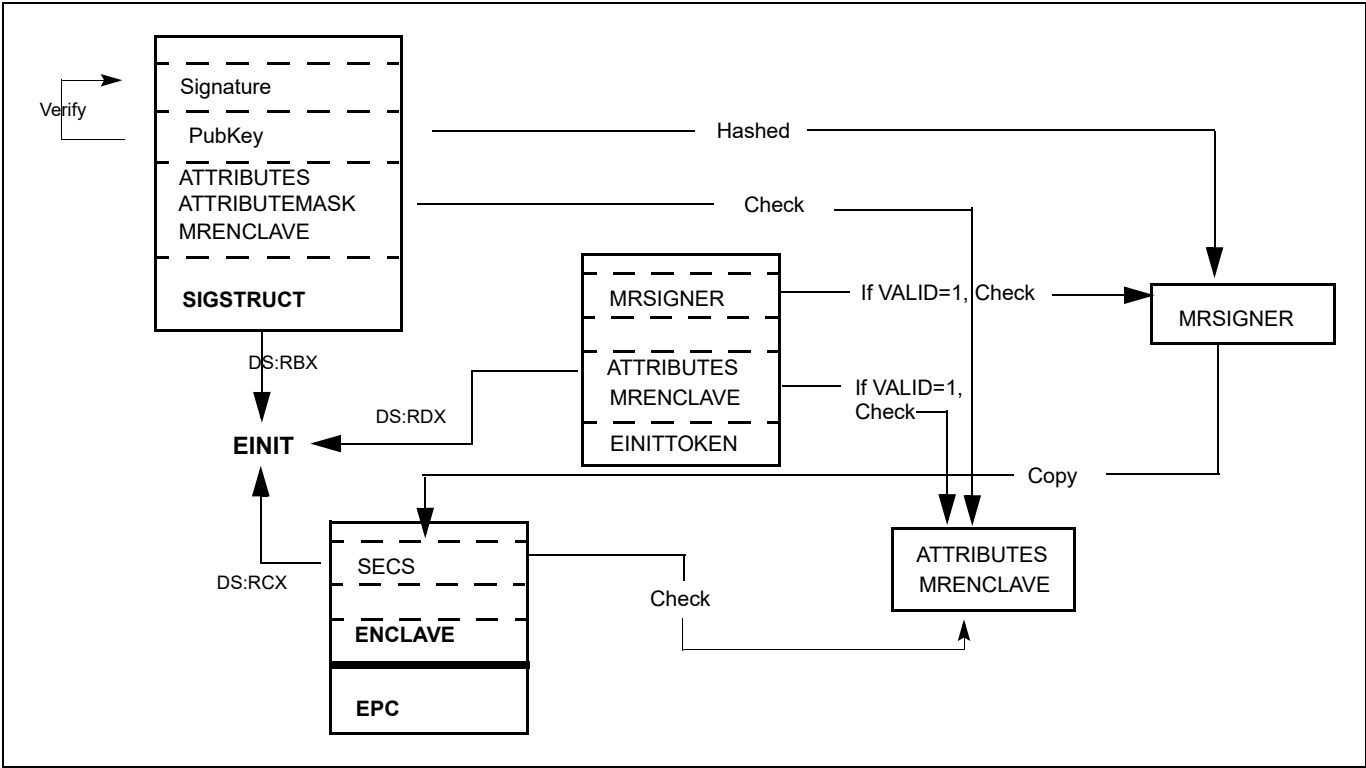 Signature
Verify
PubKey
Hashed
ATTRIBUTES
ATTRIBUTEMASK
MRENCLAVE
Check
SIGSTRUCT
MRSIGNER
If VALID=1, Check
MRSIGNER
DS:RBX
ATTRIBUTES
MRENCLAVE
If VALID=1,
Check
DS:RDX
EINIT
EINITTOKEN
Copy
SECS
DS:RCX
Check
ATTRIBUTES
MRENCLAVE
ENCLAVE
EPC